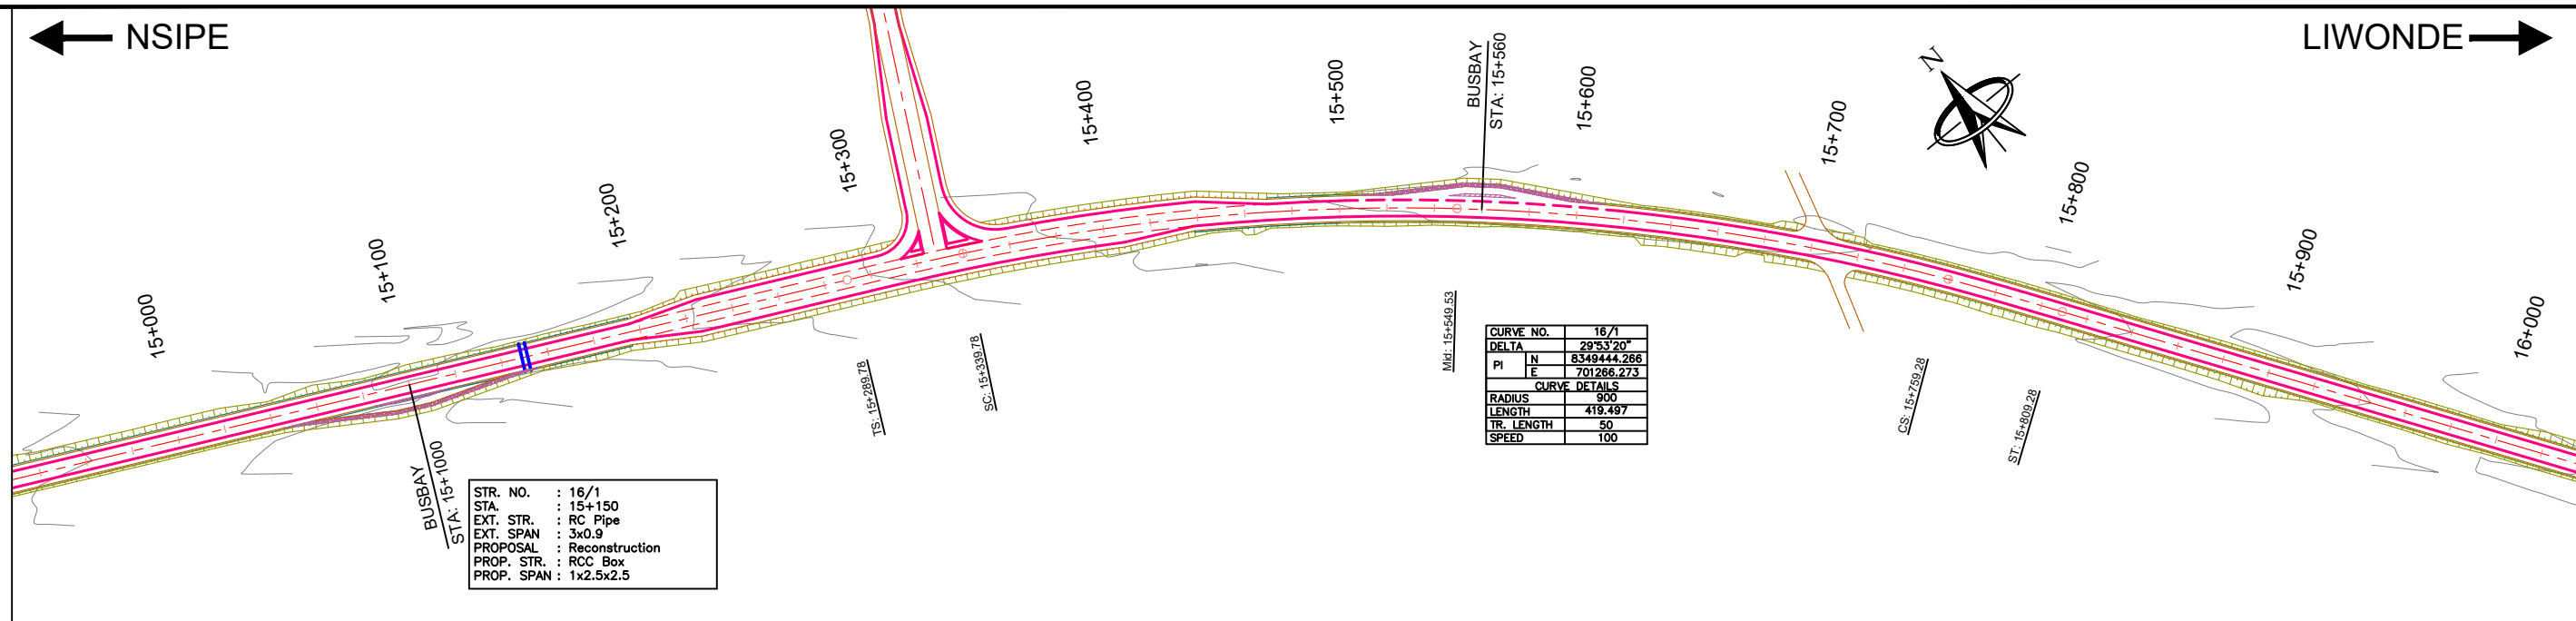 NSIPE
LIWONDE
N
15+000
15+100
15+200
15+300
15+400
15+500
BUSBAY
STA: 15+560
15+600
15+700
15+800
15+900
16+000
TS: 15+289.78
SC: 15+339.78
Mid: 15+549.53
CS: 15+759.28
ST: 15+809.28
CURVE NO. 16/1
DELTA 29°53'20"
PI N 8349444.266
E 701266.273
CURVE DETAILS
RADIUS 900
LENGTH 419.497
TR. LENGTH 50
SPEED 100
BUSBAY
STA: 15+1000
STR. NO. : 16/1
STA. : 15+150
EXT. STR. : RC Pipe
EXT. SPAN : 3x0.9
PROPOSAL : Reconstruction
PROP. STR. : RCC Box
PROP. SPAN : 1x2.5x2.5